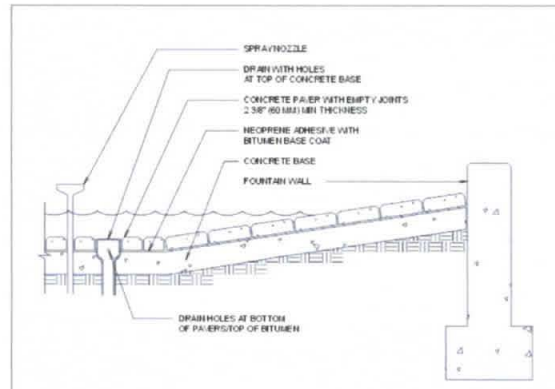 SPRAY NOZZLE
DRAIN WITH HOLES
AT TOP OF CONCRETE BASE
CONCRETE PAVER WITH EMPTY JOINTS
2 3/8" (60 MM) MIN THICKNESS
NEOPRENE ADHESIVE WITH
BITUMEN BASE COAT
CONCRETE BASE
FOUNTAIN WALL
DRAIN HOLES AT BOTTOM
OF PAVERS/TOP OF BITUMEN